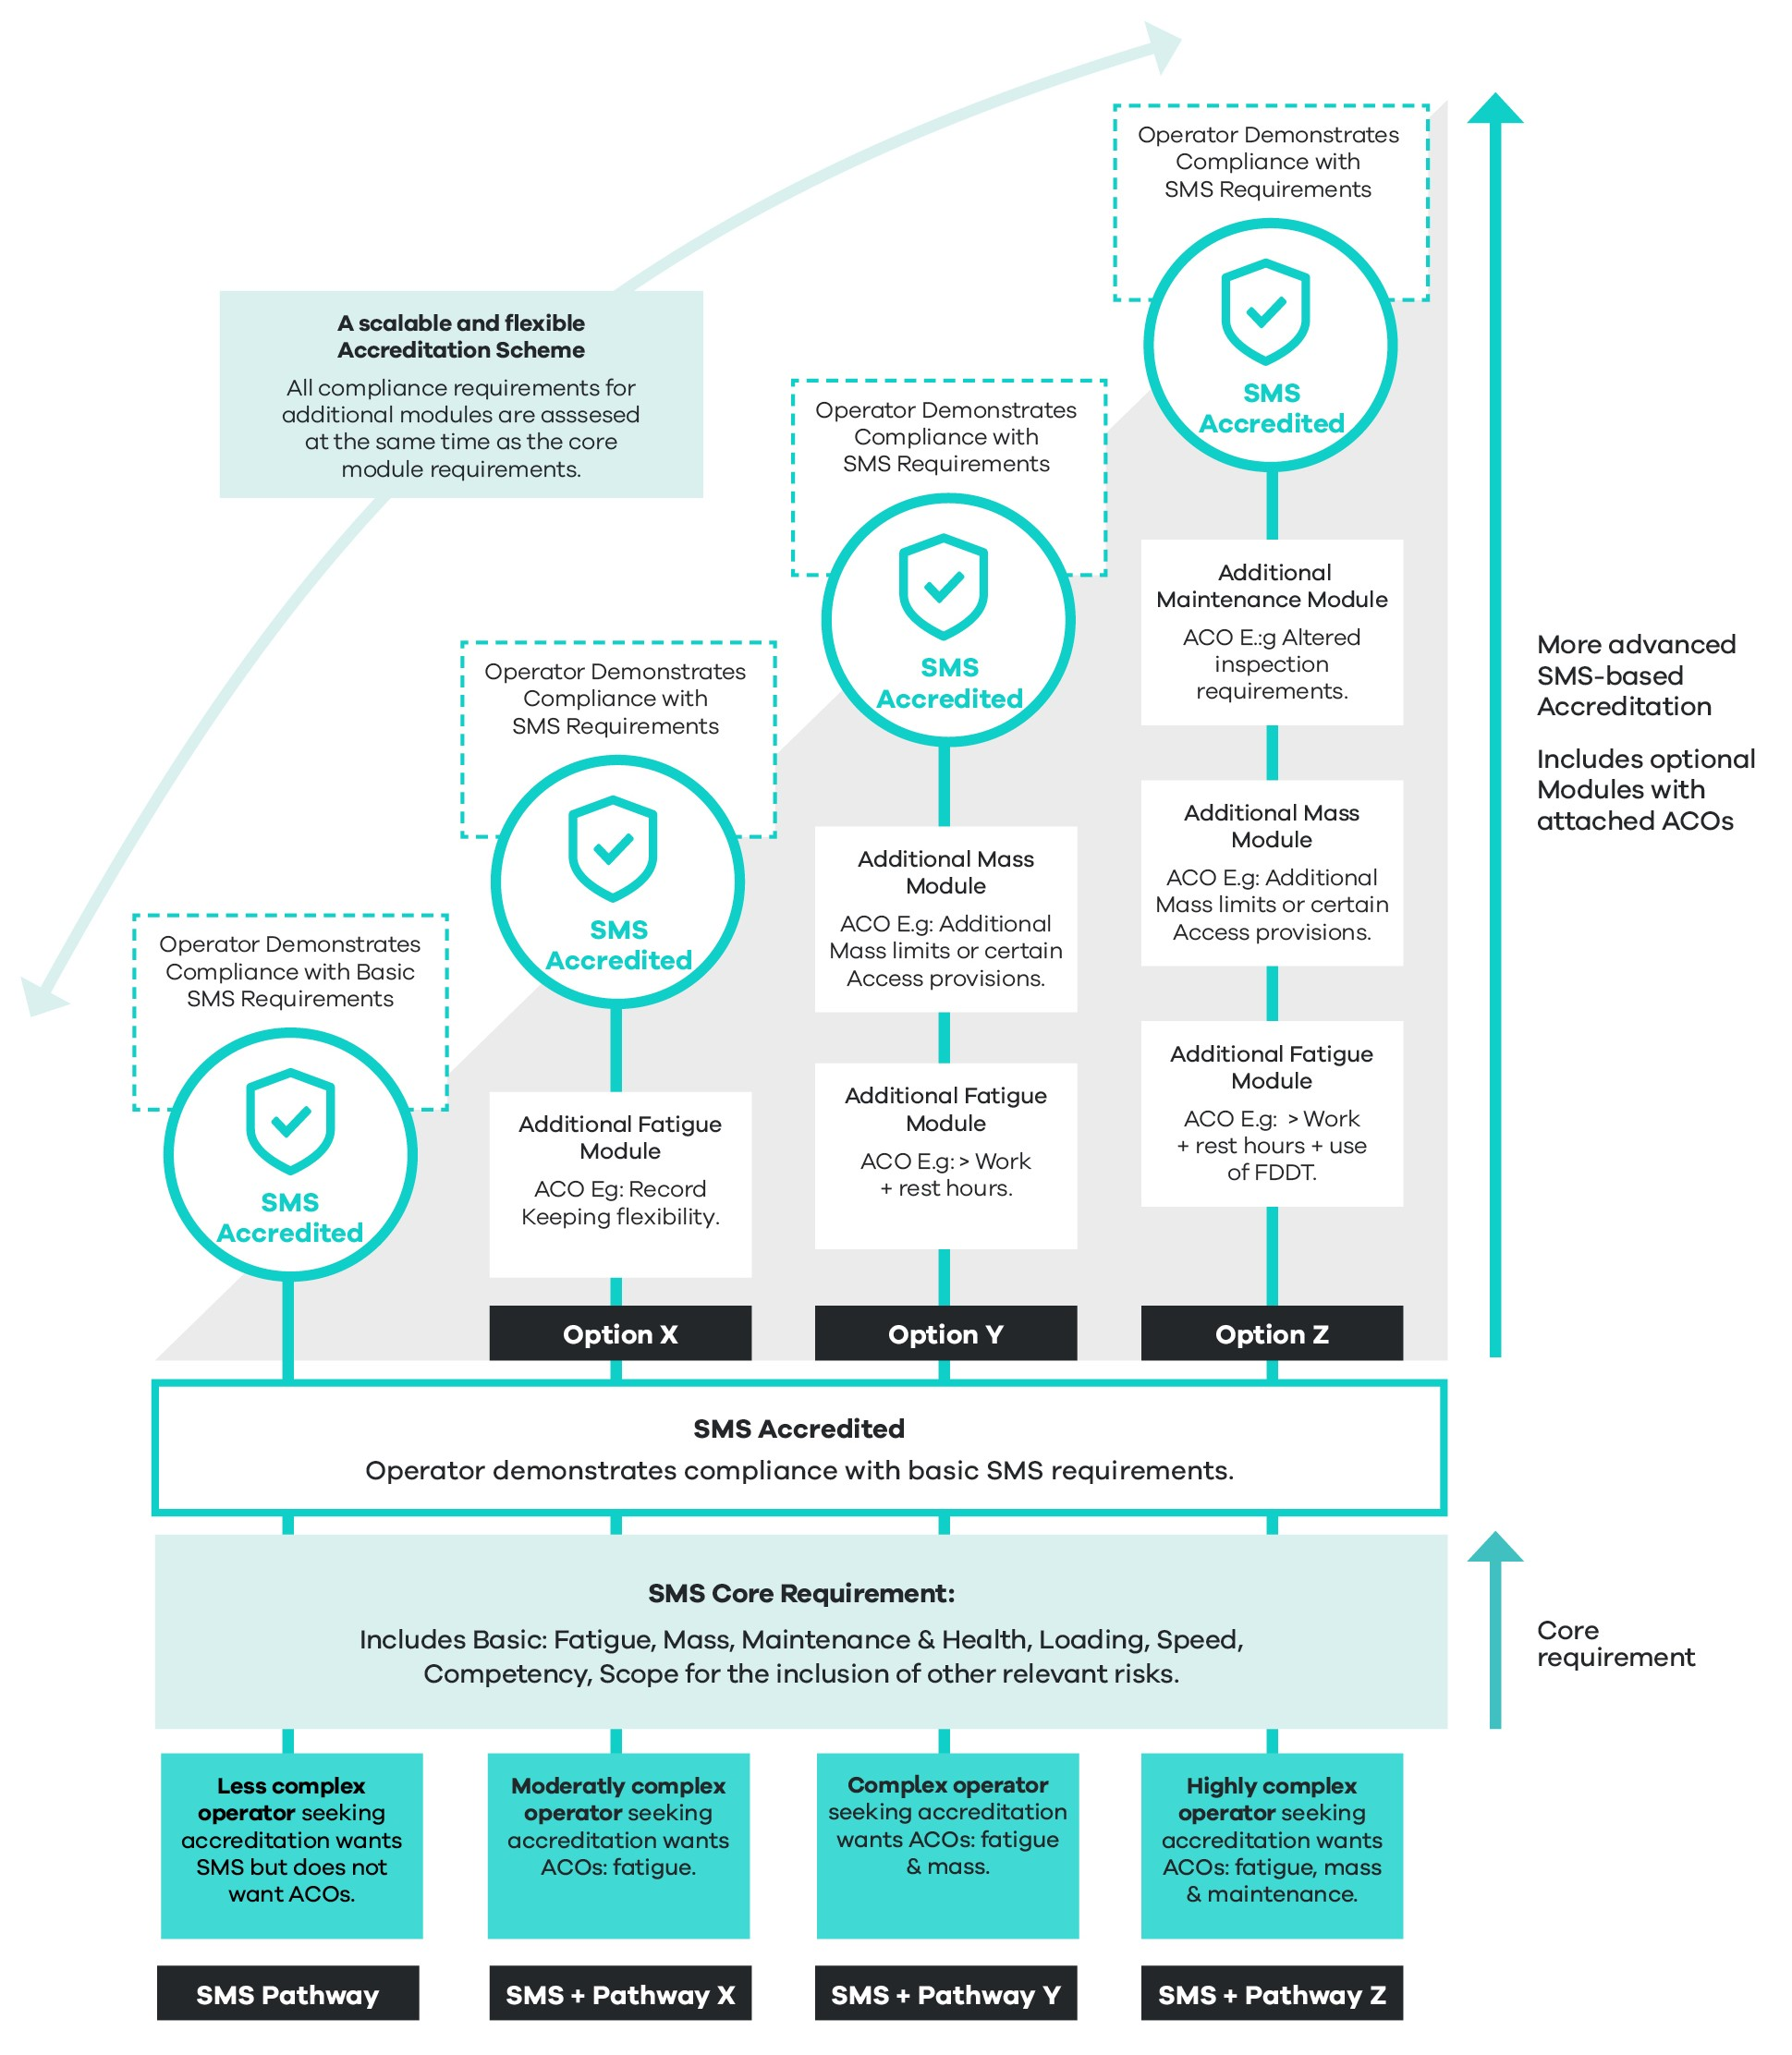 Operator Demonstrates
Compliance with
SMS Requirements
SMS
Accredited
A scalable and flexible
Accreditation Scheme
All compliance requirements for
additional modules are asssesed
at the same time as the core
module requirements.
Operator Demonstrates
Compliance with
SMS Requirements
SMS
Accredited
Additional
Maintenance Module
ACO E.:g Altered
inspection
requirements.
More advanced
SMS-based
Accreditation
Includes optional
Modules with
attached ACOs
Operator Demonstrates
Compliance with
SMS Requirements
SMS
Accredited
Additional Mass
Module
ACO E.g: Additional
Mass limits or certain
Access provisions.
Additional Mass
Module
ACO E.g: Additional
Mass limits or certain
Access provisions.
Operator Demonstrates
Compliance with Basic
SMS Requirements
SMS
Accredited
Additional Fatigue
Module
ACO Eg: Record
Keeping flexibility.
Additional Fatigue
Module
ACO E.g: > Work
+ rest hours.
Additional Fatigue
Module
ACO E.g: > Work
+ rest hours + use
of FDDT.
Option X
Option Y
Option Z
SMS Accredited
Operator demonstrates compliance with basic SMS requirements.
SMS Core Requirement:
Includes Basic: Fatigue, Mass, Maintenance & Health, Loading, Speed,
Competency, Scope for the inclusion of other relevant risks.
Core
requirement
Less complex
operator seeking
accreditation wants
SMS but does not
want ACOs.
Moderatly complex
operator seeking
accreditation wants
ACOs: fatigue.
Complex operator
seeking accreditation
wants ACOs: fatigue
& mass.
Highly complex
operator seeking
accreditation wants
ACOs: fatigue, mass
& maintenance.
SMS Pathway
SMS + Pathway X
SMS + Pathway Y
SMS + Pathway Z